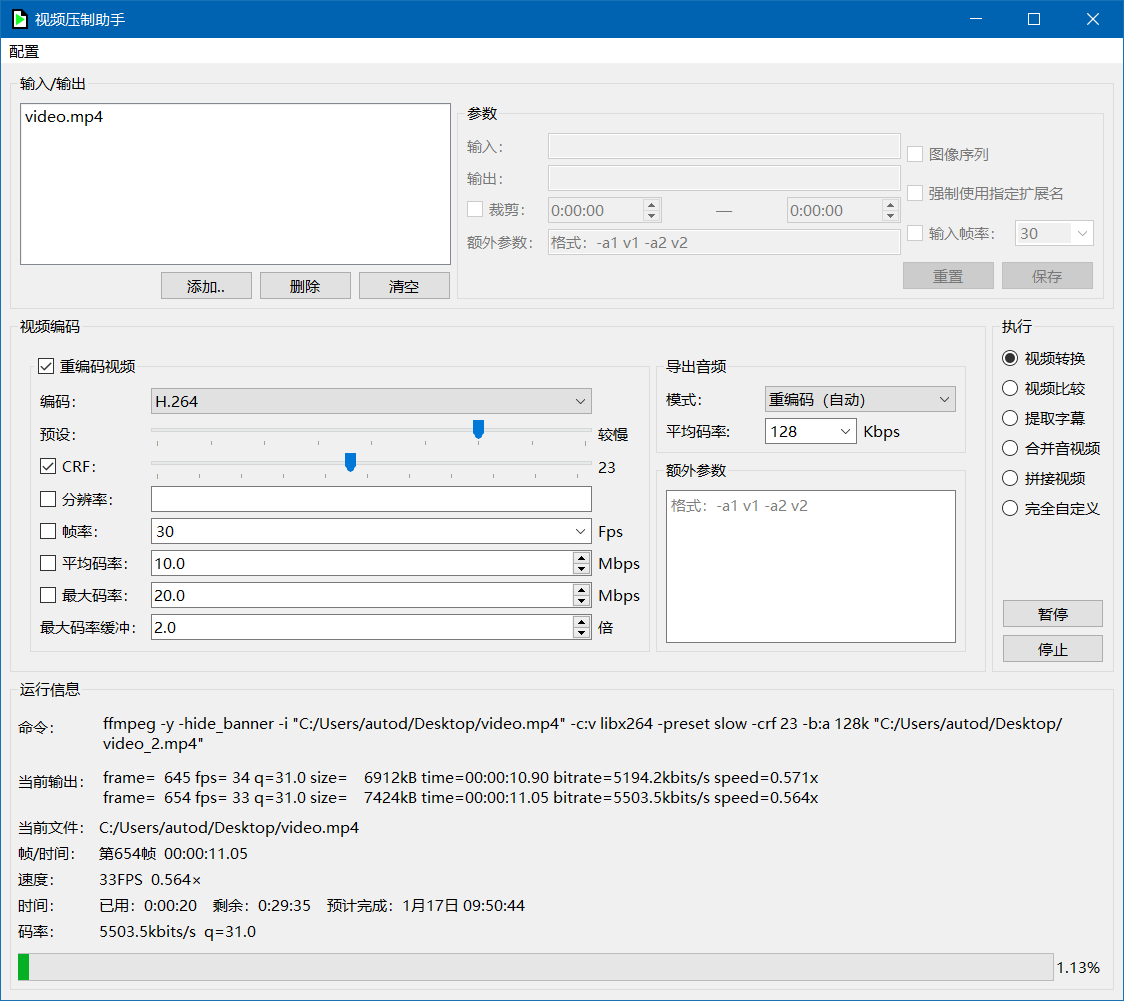 视频压制助手
配置
输入/输出
video.mp4
添加..
删除
清空
参数
输入：
输出：
裁剪：
0:00:00
—
0:00:00
额外参数：
格式：-a1 v1 -a2 v2
图像序列
强制使用指定扩展名
输入帧率：
30
重置
保存
视频编码
重编码视频
编码：
H.264
预设：
较慢
CRF:
23
分辨率：
帧率：
30
Fps
平均码率：
10.0
Mbps
最大码率：
20.0
Mbps
最大码率缓冲：
2.0
倍
导出音频
模式：
重编码（自动）
平均码率：
128
Kbps
额外参数
格式：-a1 v1 -a2 v2
执行
视频转换
视频比较
提取字幕
合并音视频
拼接视频
完全自定义
暂停
停止
运行信息
命令：
ffmpeg -y -hide_banner -i "C:/Users/autod/Desktop/video.mp4" -c:v libx264 -preset slow -crf 23 -b:a 128k "C:/Users/autod/Desktop/
video_2.mp4"
当前输出：
frame=  645 fps= 34 q=31.0 size=    6912kB time=00:00:10.90 bitrate=5194.2kbits/s speed=0.571x
frame=  654 fps= 33 q=31.0 size=    7424kB time=00:00:11.05 bitrate=5503.5kbits/s speed=0.564x
当前文件： C:/Users/autod/Desktop/video.mp4
帧/时间： 第654帧  00:00:11.05
速度： 33FPS  0.564×
时间： 已用：0:00:20  剩余：0:29:35  预计完成：1月17日 09:50:44
码率： 5503.5kbits/s  q=31.0
1.13%